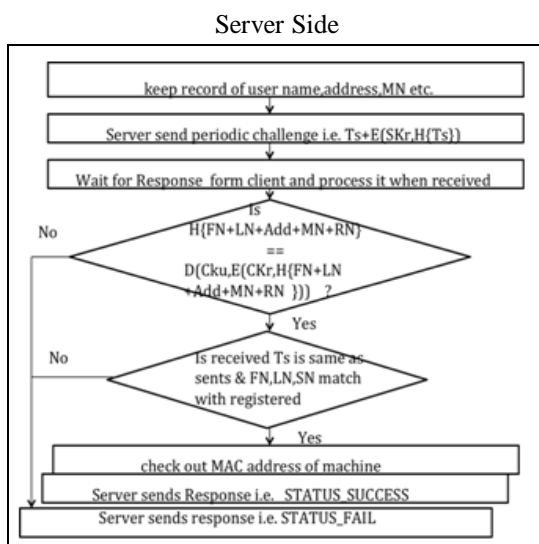 Server Side
keep record of user name,address,MN etc.
Server send periodic challenge i.e. Ts+E(SKr,H{Ts})
Wait for Response form client and process it when received
Is
H{FN+LN+Add+MN+RN}
==
D(Cku,E(CKr,H{FN+LN
+Add+MN+RN }))  ?
No
Yes
Is received Ts is same as
sents & FN,LN,SN match
with registered
No
Yes
check out MAC address of machine
Server sends Response i.e. STATUS_SUCCESS
Server sends response i.e. STATUS_FAIL